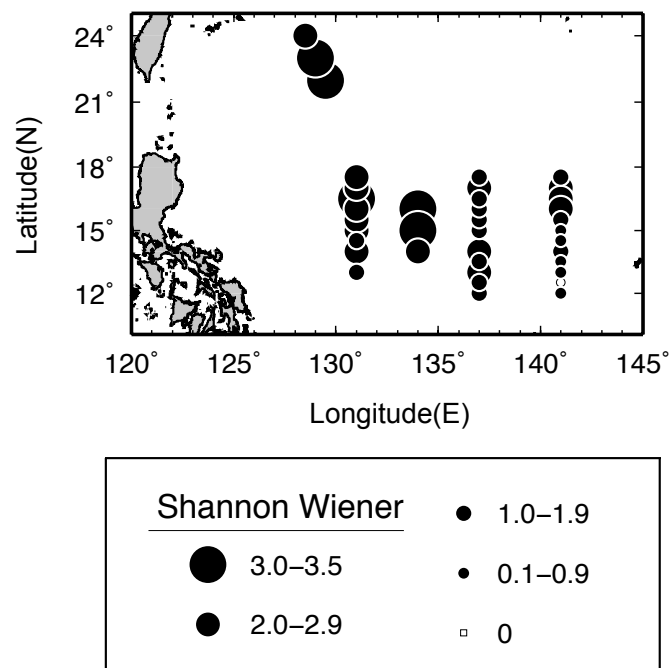 24°
21°
18°
15°
12°
Latitude(N)
120° 125° 130° 135° 140° 145°
Longitude(E)
Shannon Wiener
3.0–3.5
2.0–2.9
1.0–1.9
0.1–0.9
0